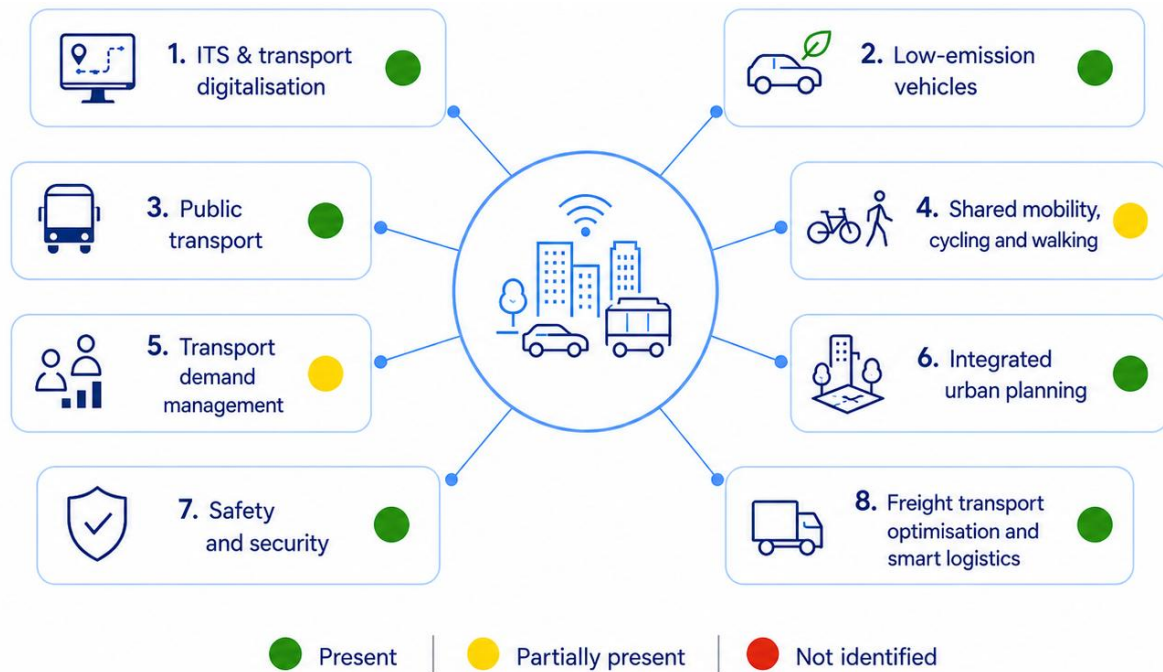 1. ITS & transport
digitalisation
2. Low-emission
vehicles
3. Public
transport
4. Shared mobility,
cycling and walking
5. Transport
demand
management
6. Integrated
urban planning
7. Safety
and security
8. Freight transport
optimisation and
smart logistics
Present
Partially present
Not identified